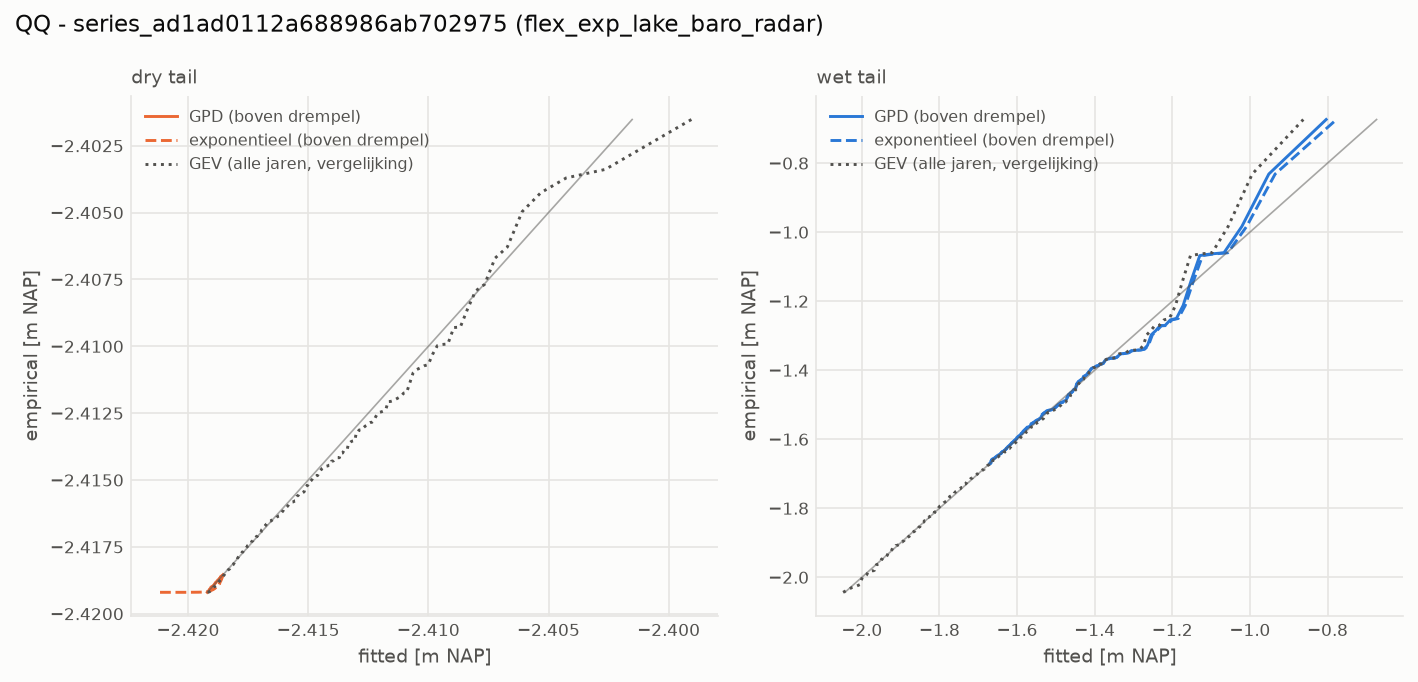 QQ - series_ad1ad0112a688986ab702975 (flex_exp_lake_baro_radar)
dry tail
GPD (boven drempel)
exponentieel (boven drempel)
GEV (alle jaren, vergelijking)
−2.4025
−2.4050
−2.4075
−2.4100
−2.4125
−2.4150
−2.4175
−2.4200
empirical [m NAP]
−2.420
−2.415
−2.410
−2.405
−2.400
fitted [m NAP]
wet tail
GPD (boven drempel)
exponentieel (boven drempel)
GEV (alle jaren, vergelijking)
−0.8
−1.0
−1.2
−1.4
−1.6
−1.8
−2.0
empirical [m NAP]
−2.0
−1.8
−1.6
−1.4
−1.2
−1.0
−0.8
fitted [m NAP]